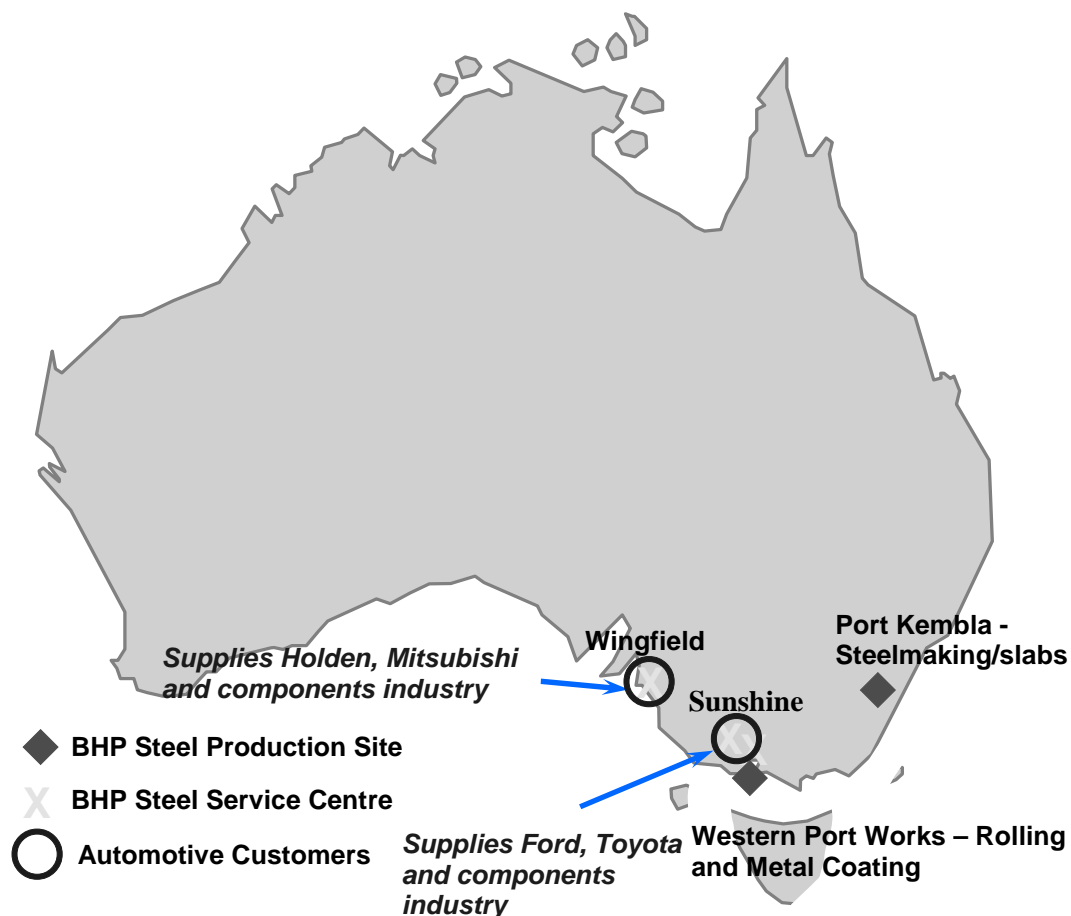 Wingfield
Port Kembla -
Steelmaking/slabs
Supplies Holden, Mitsubishi
and components industry
Sunshine
BHP Steel Production Site
X BHP Steel Service Centre
Automotive Customers
Supplies Ford, Toyota
and components
industry
Western Port Works – Rolling
and Metal Coating